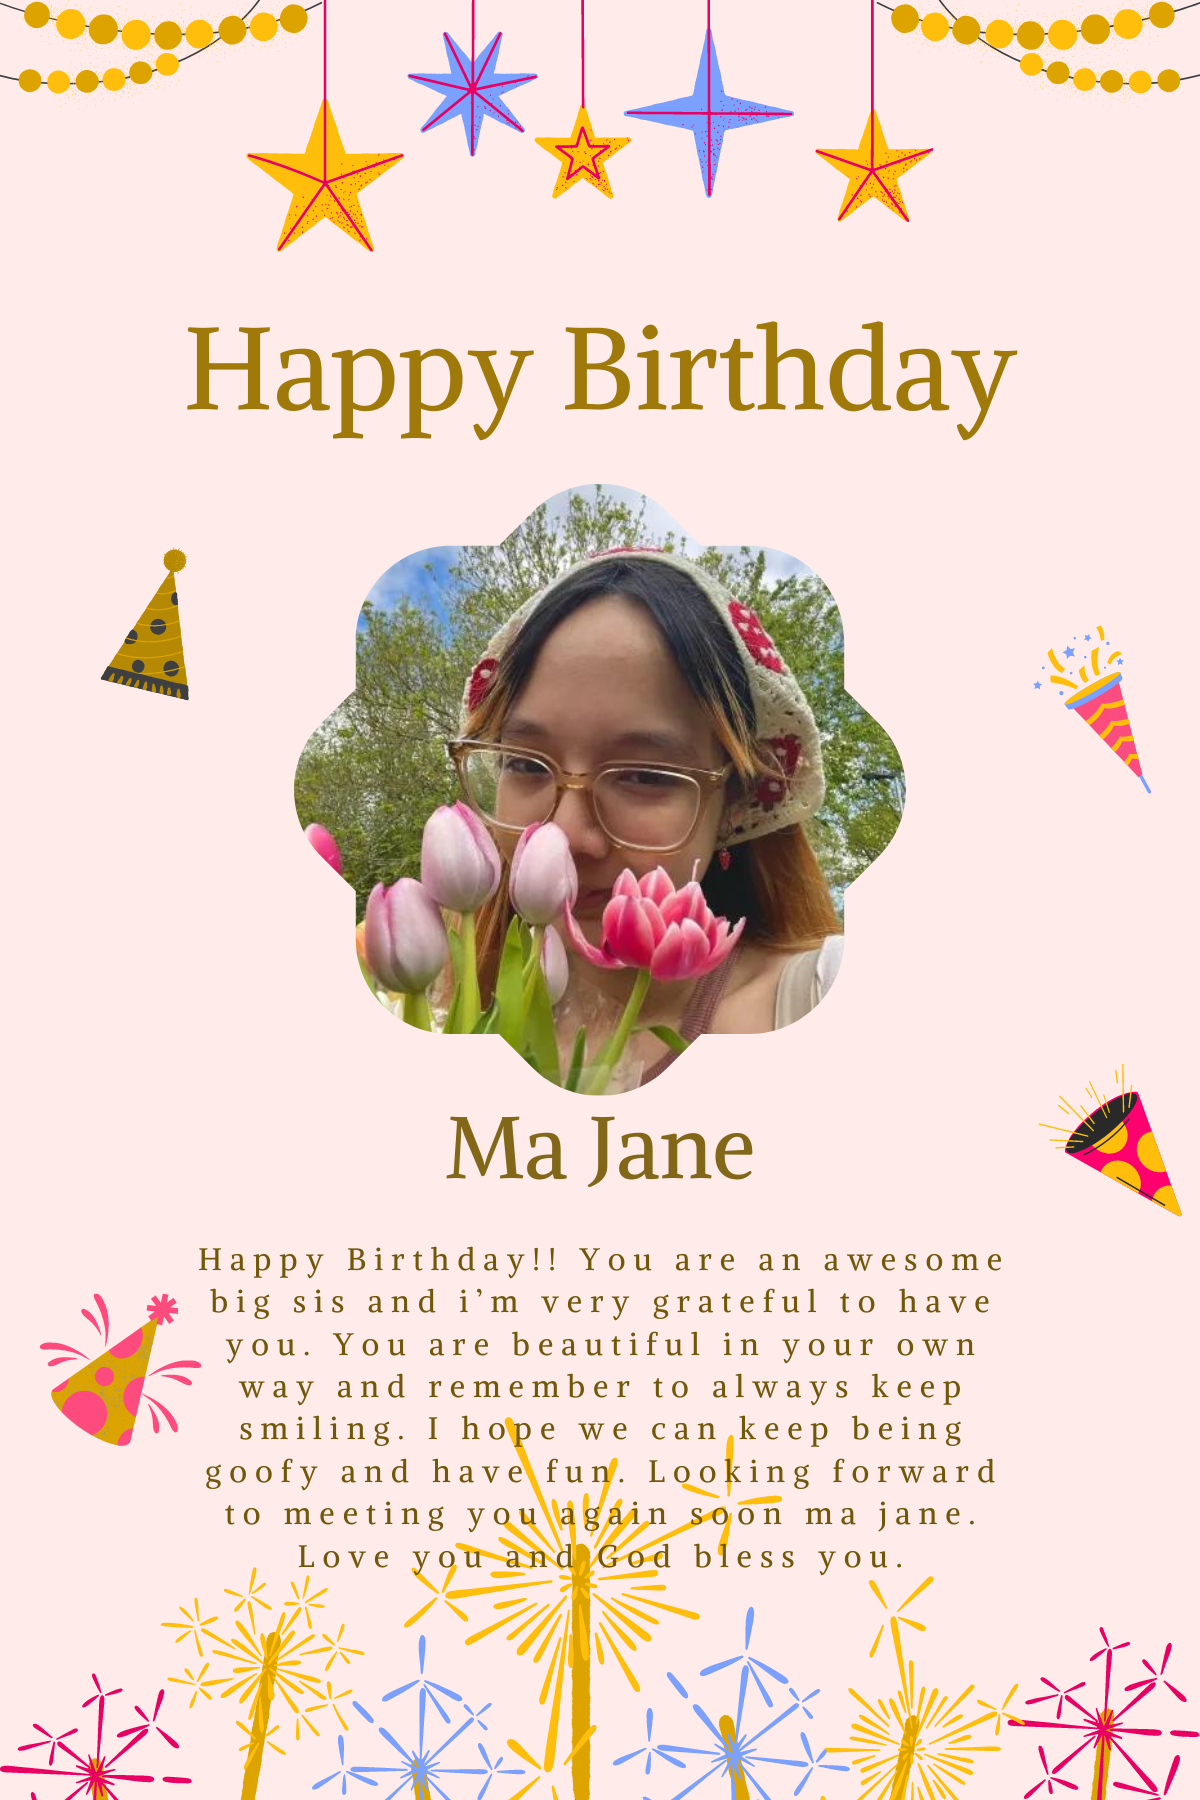 Happy Birthday
Ma Jane
Happy Birthday!! You are an awesome
big sis and i’m very grateful to have
you. You are beautiful in your own
way and remember to always keep
smiling. I hope we can keep being
goofy and have fun. Looking forward
to meeting you again soon ma jane.
Love you and God bless you.